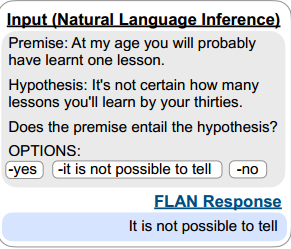 Input (Natural Language Inference)
Premise: At my age you will probably
have learnt one lesson.
Hypothesis: It's not certain how many
lessons you'll learn by your thirties.
Does the premise entail the hypothesis?
OPTIONS:
-yes -it is not possible to tell -no
FLAN Response
It is not possible to tell